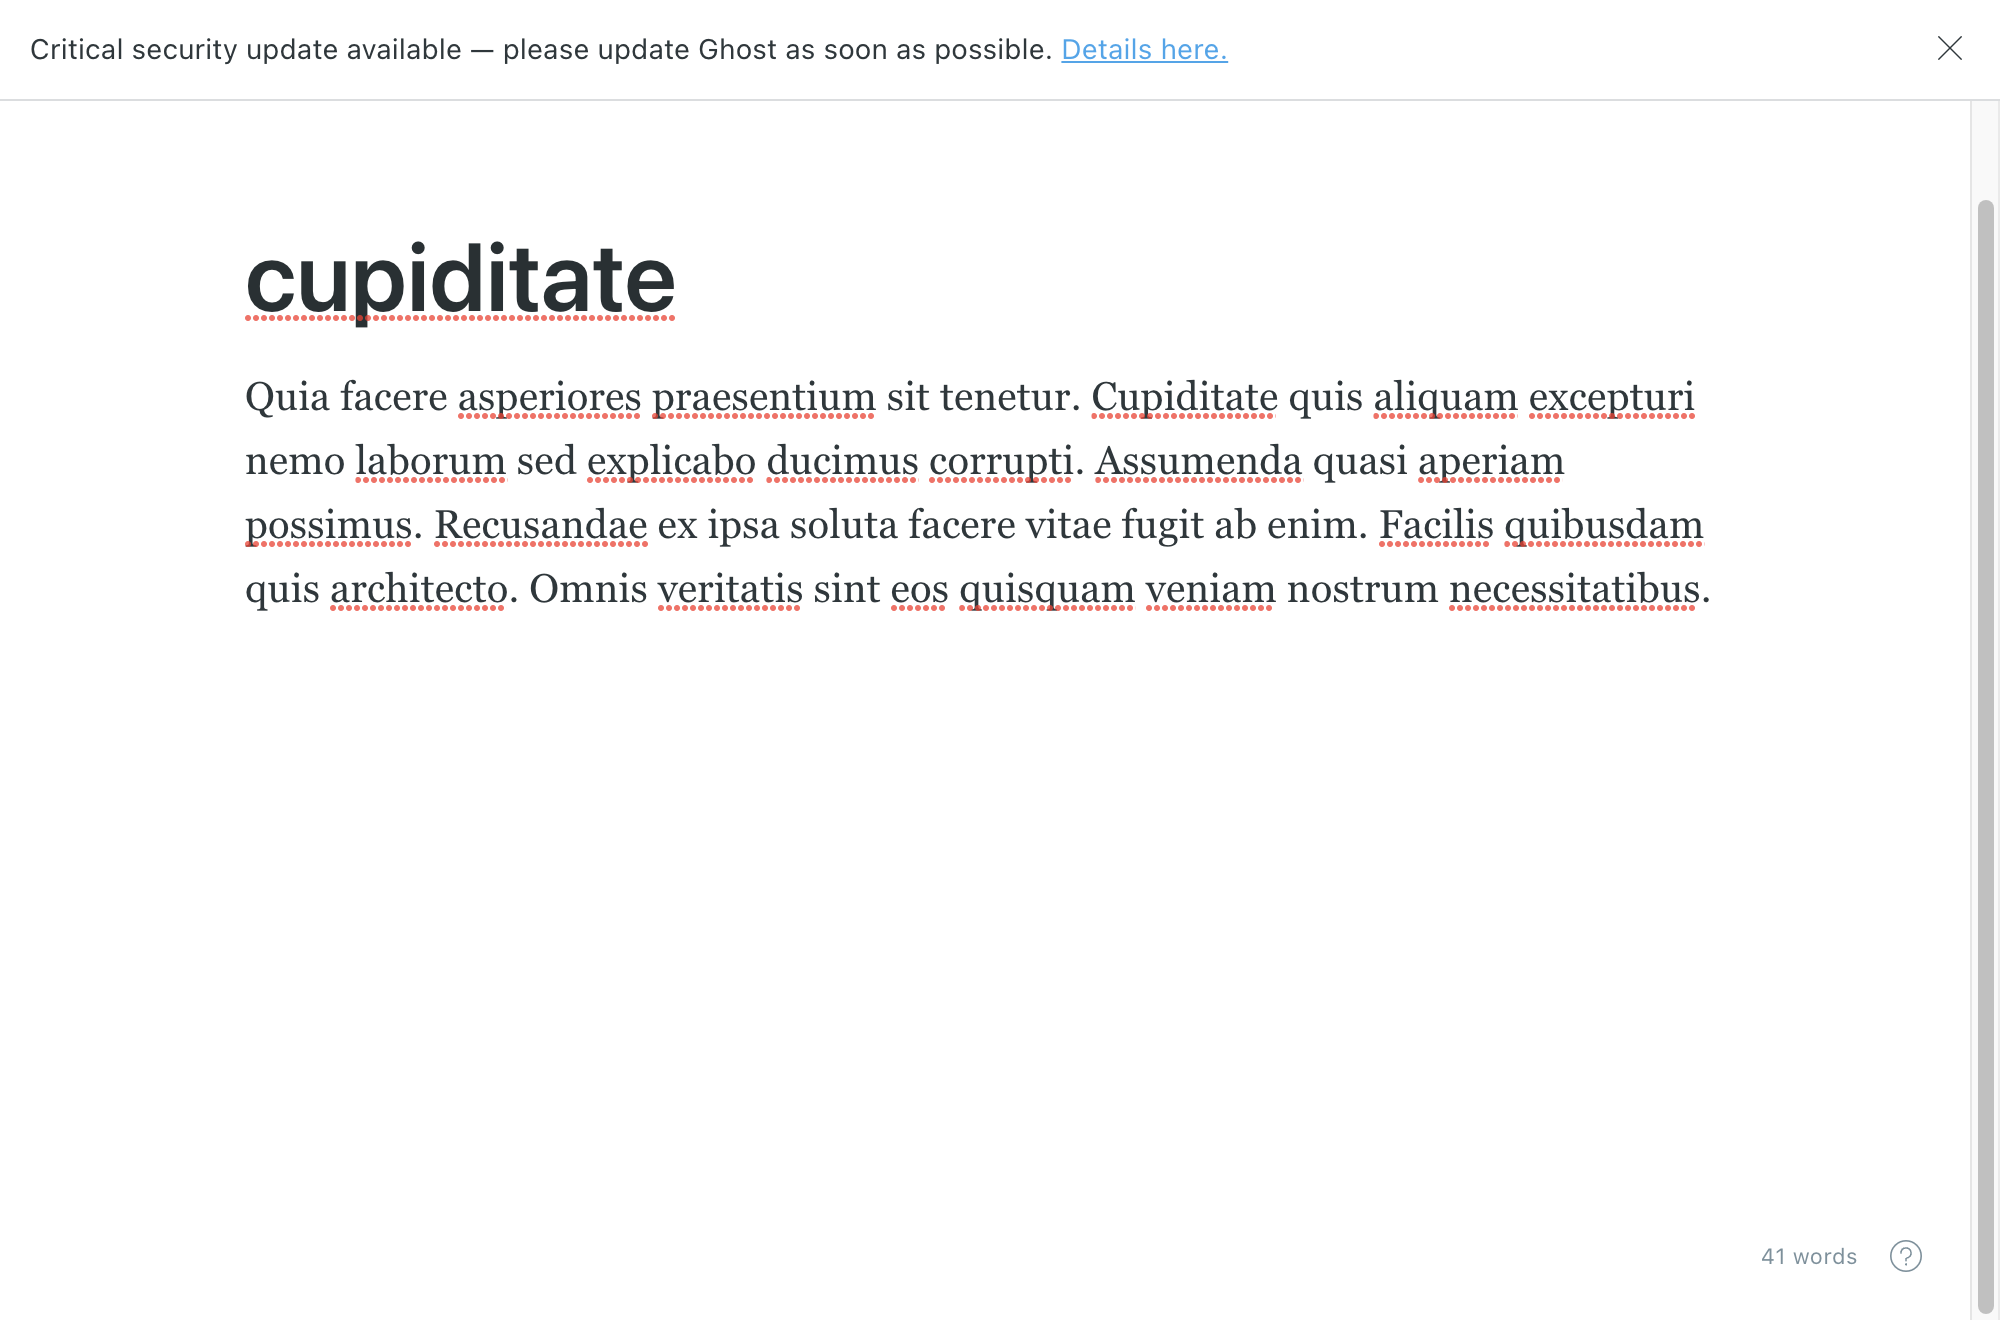 Critical security update available — please update Ghost as soon as possible. Details here.
cupiditate
Quia facere asperiores praesentium sit tenetur. Cupiditate quis aliquam excepturi
nemo laborum sed explicabo ducimus corrupti. Assumenda quasi aperiam
possimus. Recusandae ex ipsa soluta facere vitae fugit ab enim. Facilis quibusdam
quis architecto. Omnis veritatis sint eos quisquam veniam nostrum necessitatibus.
41 words ?